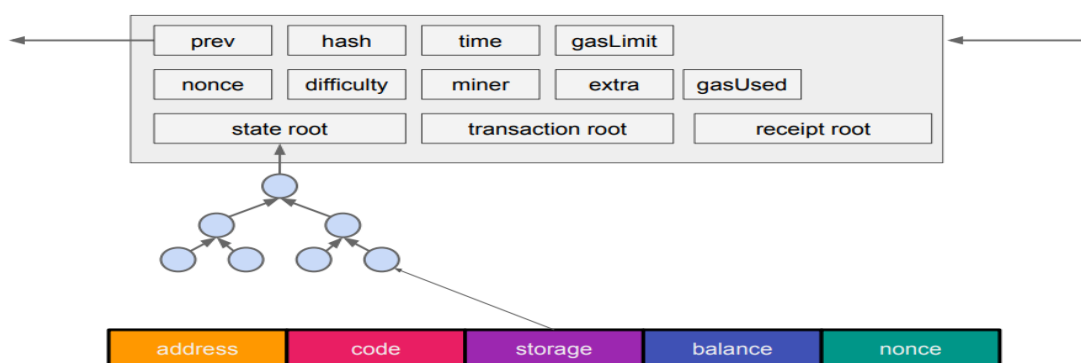 prev hash time gasLimit
nonce difficulty miner extra gasUsed
state root transaction root receipt root
address code storage balance nonce